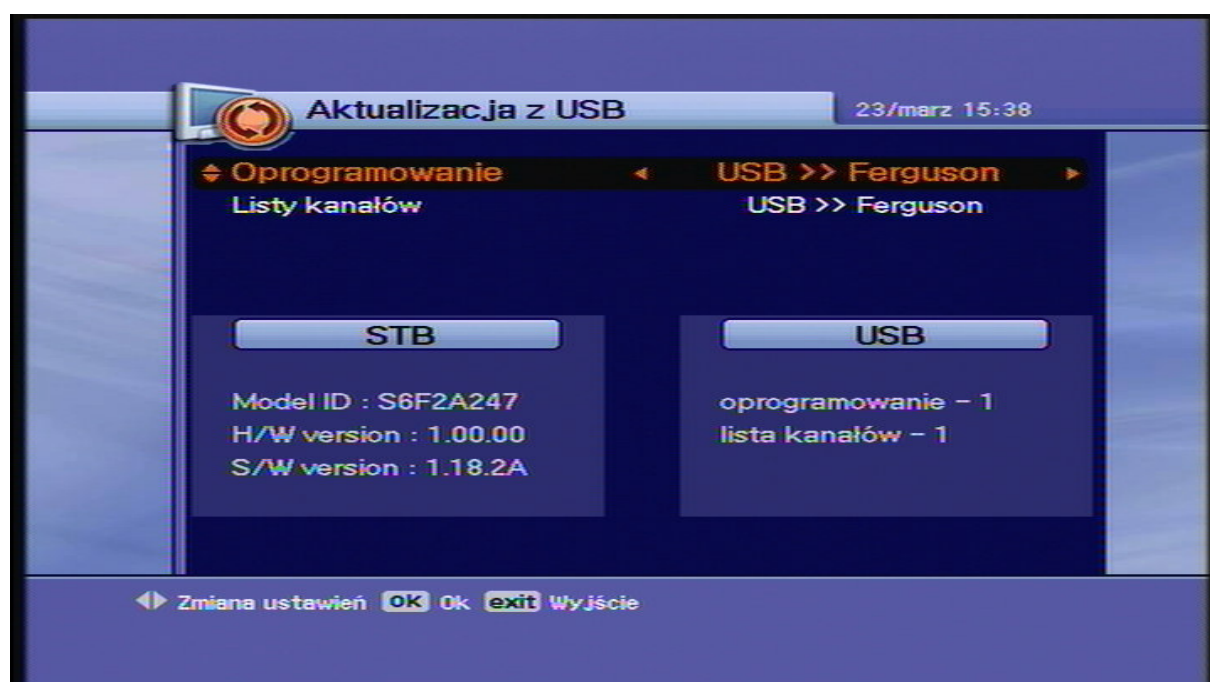 Aktualizacja z USB
23/marz 15:38
Oprogramowanie USB >> Ferguson
Listy kanałów USB >> Ferguson
STB
USB
Model ID : S6F2A247
H/W version : 1.00.00
S/W version : 1.18.2A
oprogramowanie - 1
lista kanałów - 1
Zmiana ustawień OK Ok exit Wyjście